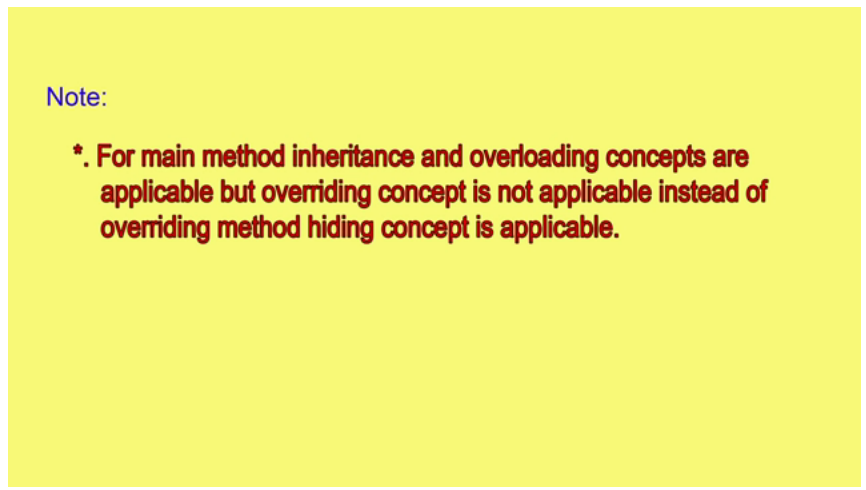 Note:
*. For main method inheritance and overloading concepts are
applicable but overriding concept is not applicable instead of
overriding method hiding concept is applicable.